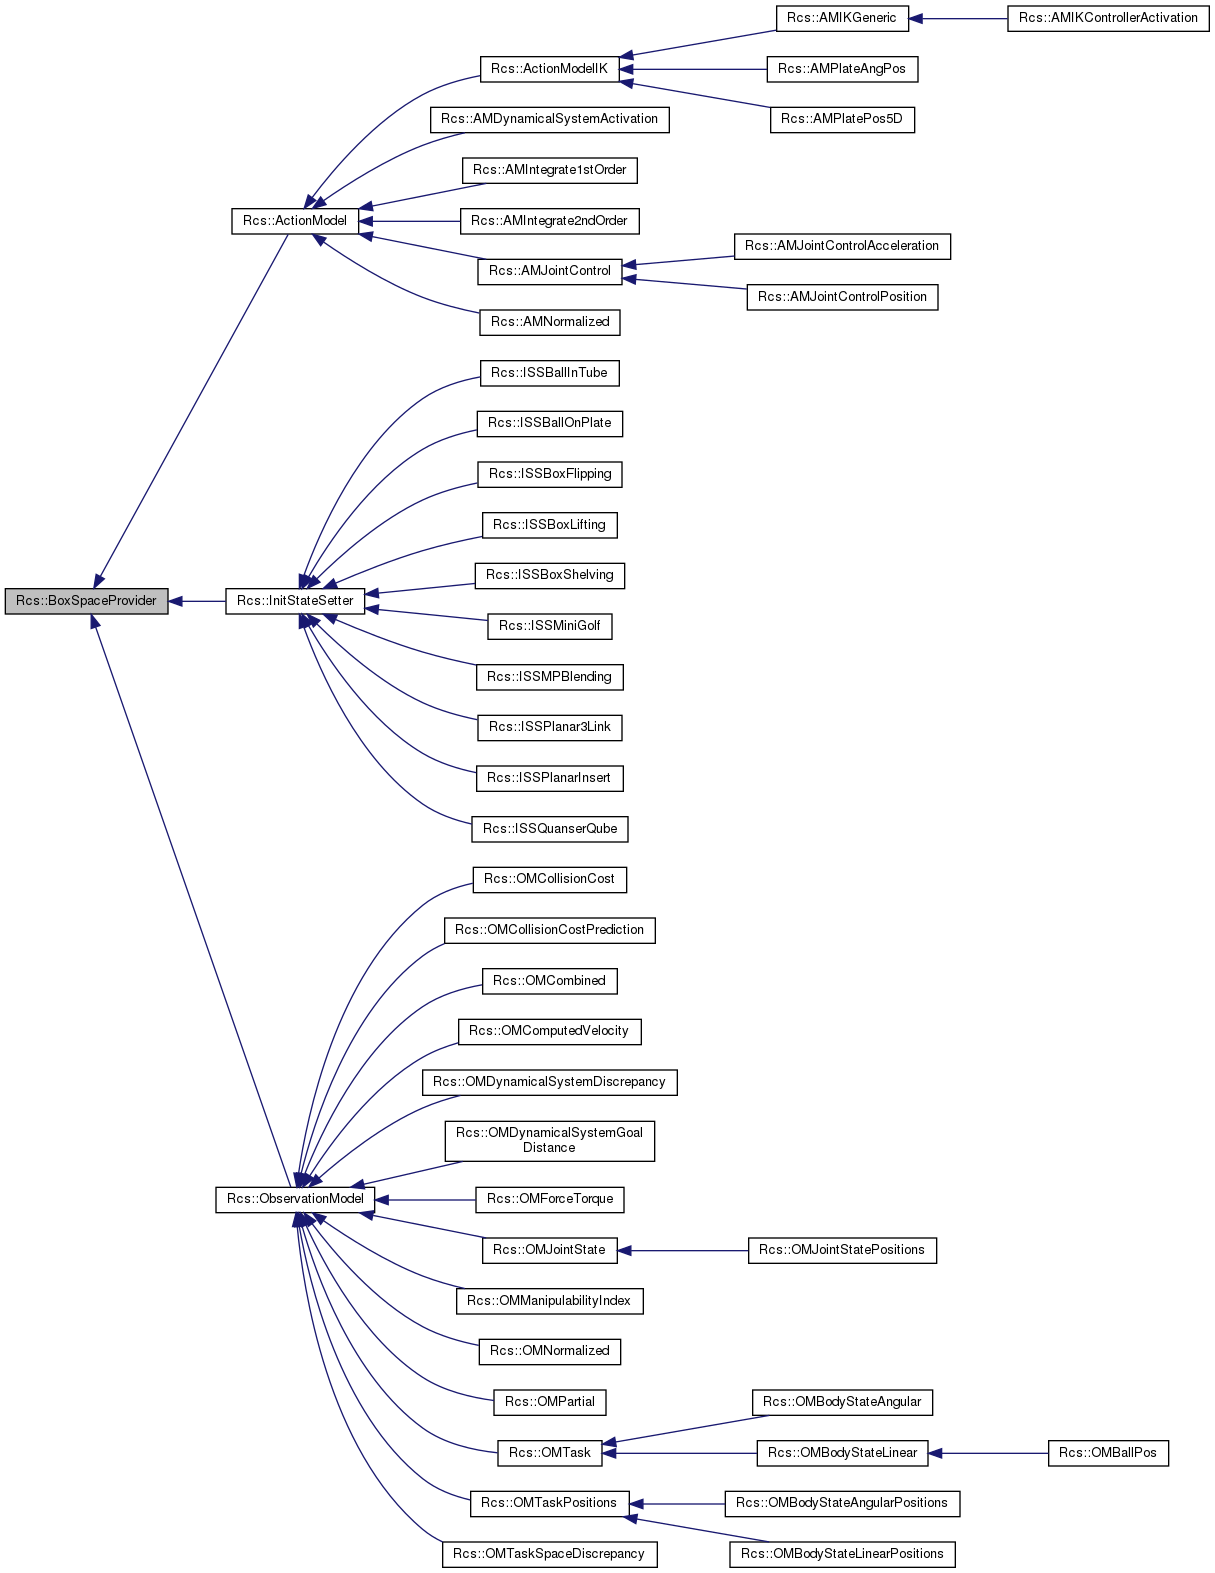 Rcs::AMIKGeneric
Rcs::AMIKControllerActivation
Rcs::ActionModelIK
Rcs::AMPlateAngPos
Rcs::AMPlatePos5D
Rcs::AMDynamicalSystemActivation
Rcs::AMIntegrate1stOrder
Rcs::ActionModel
Rcs::AMIntegrate2ndOrder
Rcs::AMJointControlAcceleration
Rcs::AMJointControl
Rcs::AMJointControlPosition
Rcs::AMNormalized
Rcs::ISSBallInTube
Rcs::ISSBallOnPlate
Rcs::ISSBoxFlipping
Rcs::ISSBoxLifting
Rcs::ISSBoxShelving
Rcs::BoxSpaceProvider
Rcs::InitStateSetter
Rcs::ISSMiniGolf
Rcs::ISSMPBlending
Rcs::ISSPlanar3Link
Rcs::ISSPlanarInsert
Rcs::ISSQuanserQube
Rcs::OMCollisionCost
Rcs::OMCollisionCostPrediction
Rcs::OMCombined
Rcs::OMComputedVelocity
Rcs::OMDynamicalSystemDiscrepancy
Rcs::OMDynamicalSystemGoal
Distance
Rcs::ObservationModel
Rcs::OMForceTorque
Rcs::OMJointState
Rcs::OMJointStatePositions
Rcs::OMManipulabilityIndex
Rcs::OMNormalized
Rcs::OMPartial
Rcs::OMBodyStateAngular
Rcs::OMTask
Rcs::OMBodyStateLinear
Rcs::OMBallPos
Rcs::OMTaskPositions
Rcs::OMBodyStateAngularPositions
Rcs::OMTaskSpaceDiscrepancy
Rcs::OMBodyStateLinearPositions